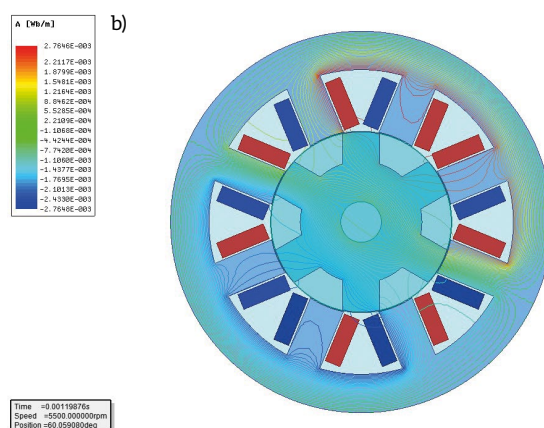 b)
A [Wb/m]
2.7646E-003
2.2117E-003
1.8799E-003
1.5481E-003
1.2164E-003
8.8462E-004
5.5285E-004
2.2109E-004
-1.1068E-004
-4.4244E-004
-7.7420E-004
-1.1060E-003
-1.4377E-003
-1.7695E-003
-2.1013E-003
-2.4330E-003
-2.7648E-003
Time =0.00119876s
Speed =5500.000000rpm
Position =60.059080deg